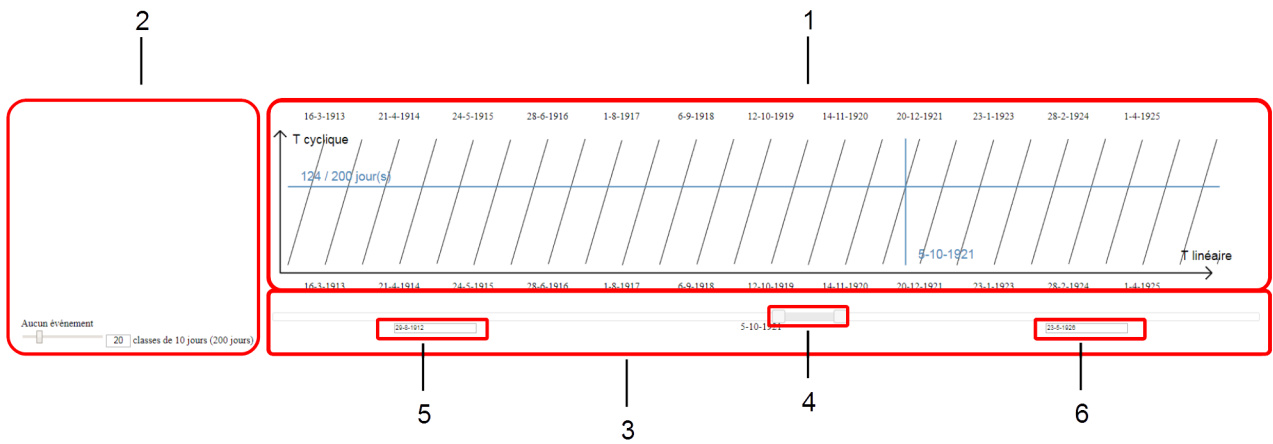 2
1
16-3-1913 21-4-1914 24-5-1915 28-6-1916 1-8-1917 6-9-1918 12-10-1919 14-11-1920 20-12-1921 23-1-1923 28-2-1924 1-4-1925
T cyclique
124 / 200 jour(s)
5-10-1921
T linéaire
16-3-1913 21-4-1914 24-5-1915 28-6-1916 1-8-1917 6-9-1918 12-10-1919 14-11-1920 20-12-1921 23-1-1923 28-2-1924 1-4-1925
Aucun événement
20 classes de 10 jours (200 jours)
29-8-1912 5-10-1921 23-6-1926
5
3
4
6